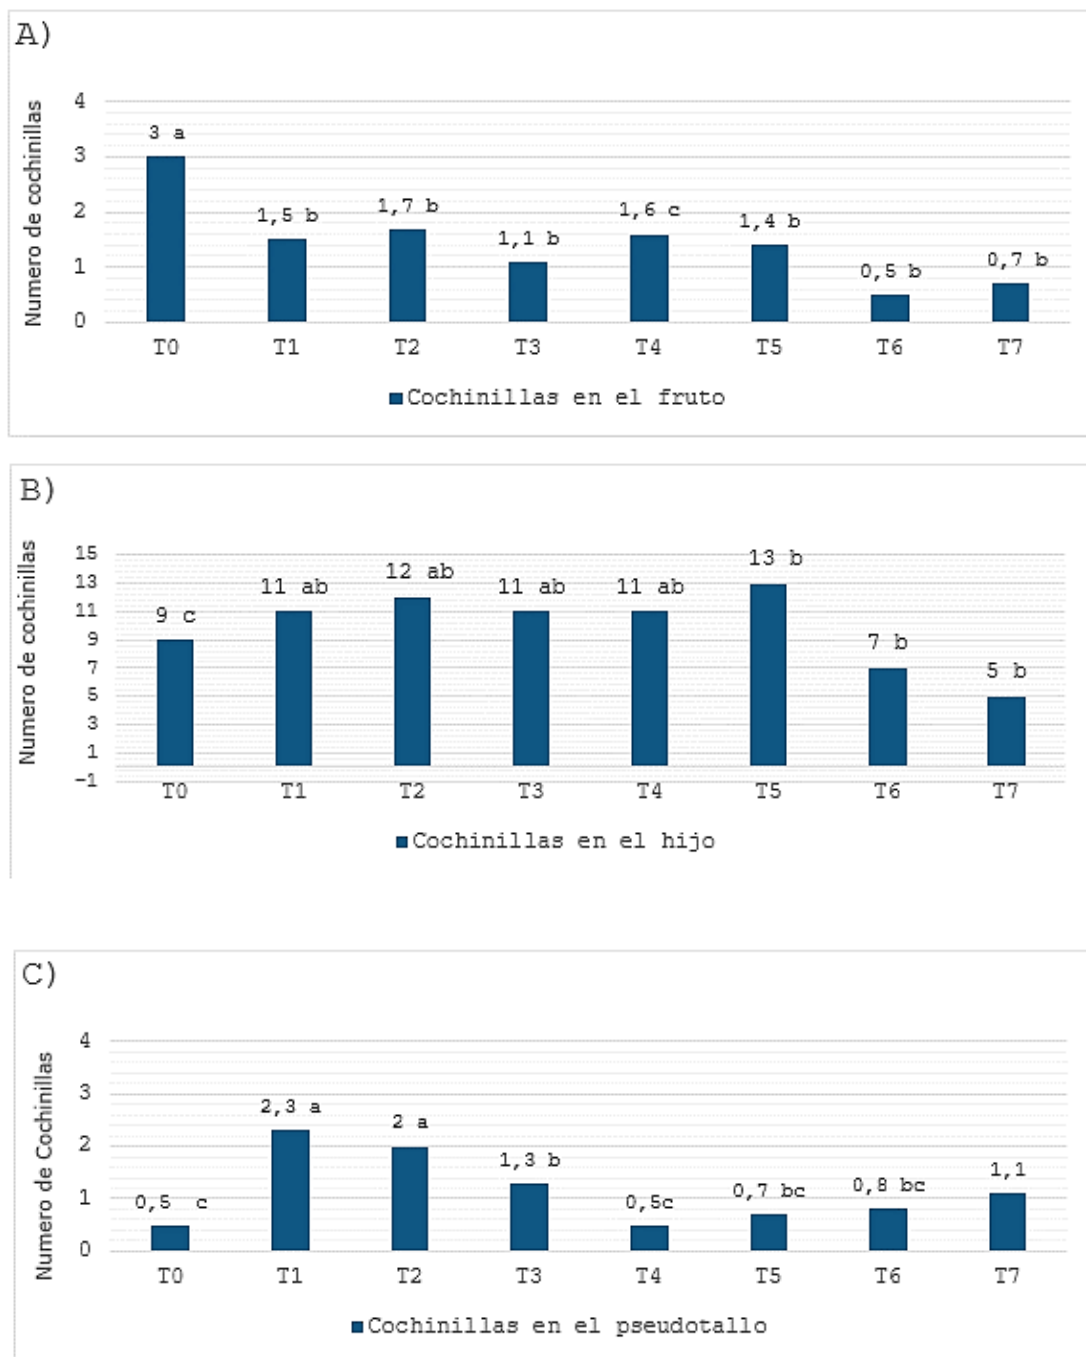 A)
Numero de cochinillas
4
3
2
1
0
3 a
1,5 b
1,7 b
1,1 b
1,6 c
1,4 b
0,5 b
0,7 b
T0 T1 T2 T3 T4 T5 T6 T7
Cochinillas en el fruto
B)
Numero de cochinillas
15
13
11
9
7
5
3
1
−1
9 c
11 ab
12 ab
11 ab
11 ab
13 b
7 b
5 b
T0 T1 T2 T3 T4 T5 T6 T7
Cochinillas en el hijo
C)
Numero de Cochinillas
4
3
2
1
0
0,5 c
2,3 a
2 a
1,3 b
0,5c
0,7 bc
0,8 bc
1,1
T0 T1 T2 T3 T4 T5 T6 T7
Cochinillas en el pseudotallo